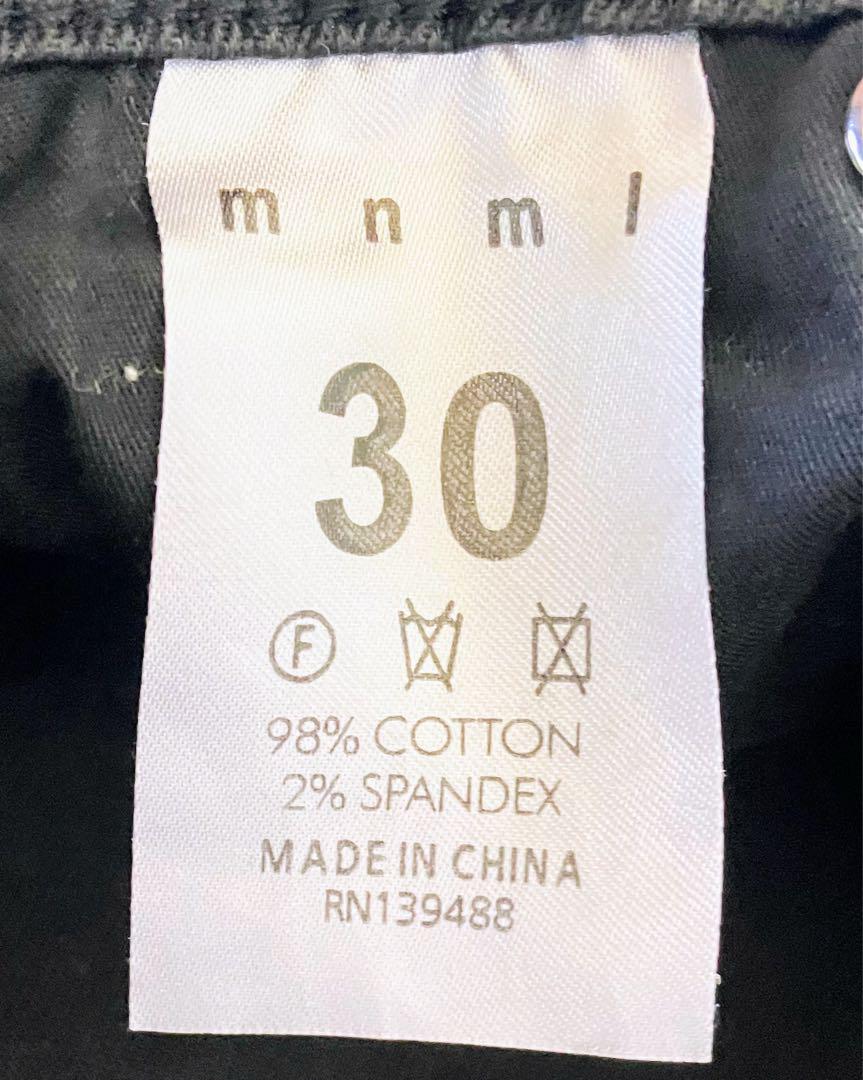 m n m l
30
F
98% COTTON
2% SPANDEX
MADE IN CHINA
RN139488